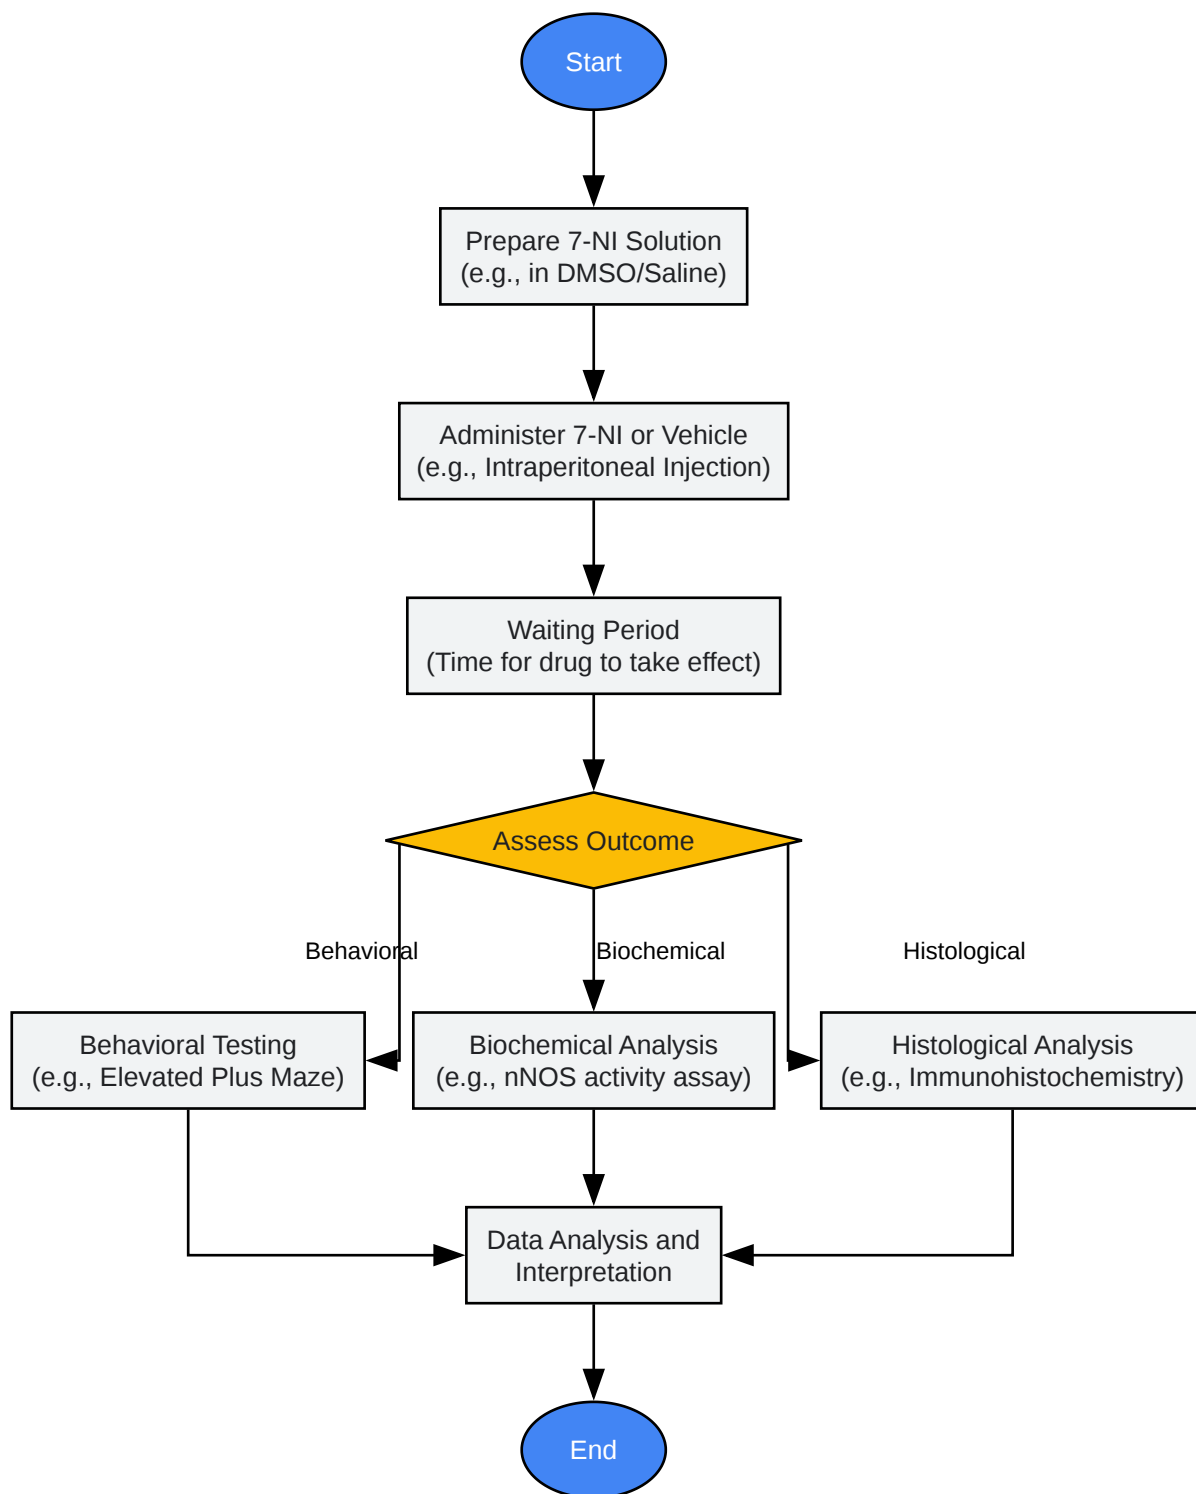 Start
Prepare 7-NI Solution
(e.g., in DMSO/Saline)
Administer 7-NI or Vehicle
(e.g., Intraperitoneal Injection)
Waiting Period
(Time for drug to take effect)
Assess Outcome
Behavioral
Biochemical
Histological
Behavioral Testing
(e.g., Elevated Plus Maze)
Biochemical Analysis
(e.g., nNOS activity assay)
Histological Analysis
(e.g., Immunohistochemistry)
Data Analysis and
Interpretation
End